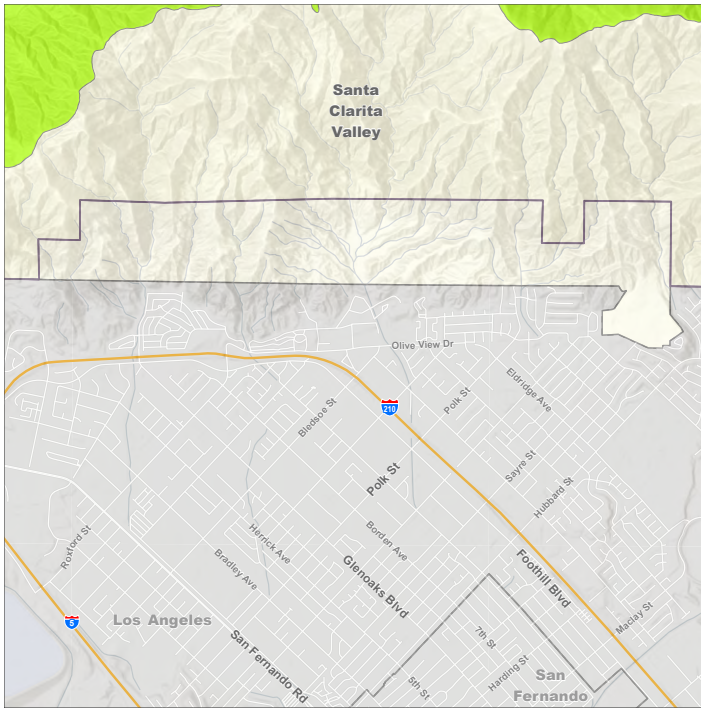 Santa
Clarita
Valley
Olive View Dr
Eldridge Ave
Polk St
210
Bledsoe St
Sayre St
Polk St
Hubbard St
Roxford St
Herrick Ave
Borden Ave
Bradley Ave
Glenoaks Blvd
Foothill Blvd
5
Los Angeles
Maclay St
San Fernando Rd
7th St
Harding St
5th St
San
Fernando